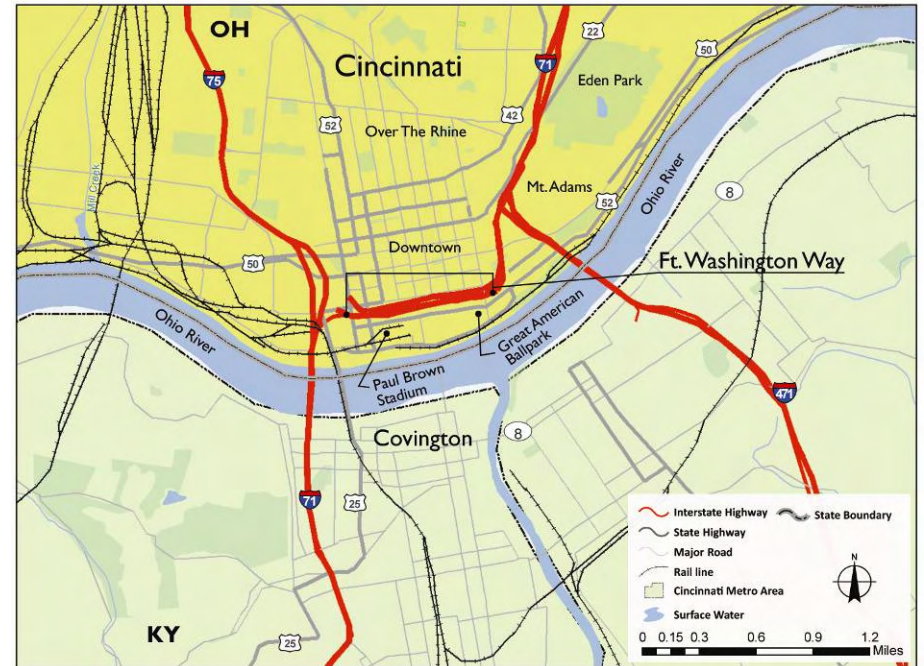 OH
22
Cincinnati
71
50
75
Eden Park
42
52
Over The Rhine
Mill Creek
Mt. Adams
8
52
Ohio River
Downtown
50
Ft. Washington Way
Ohio River
Great American
Ballpark
Paul Brown
Stadium
471
Covington
8
71
25
KY
25
Interstate Highway
State Boundary
State Highway
Major Road
Rail line
Cincinnati Metro Area
Surface Water
N
0 0.15 0.3 0.6 0.9 1.2
Miles